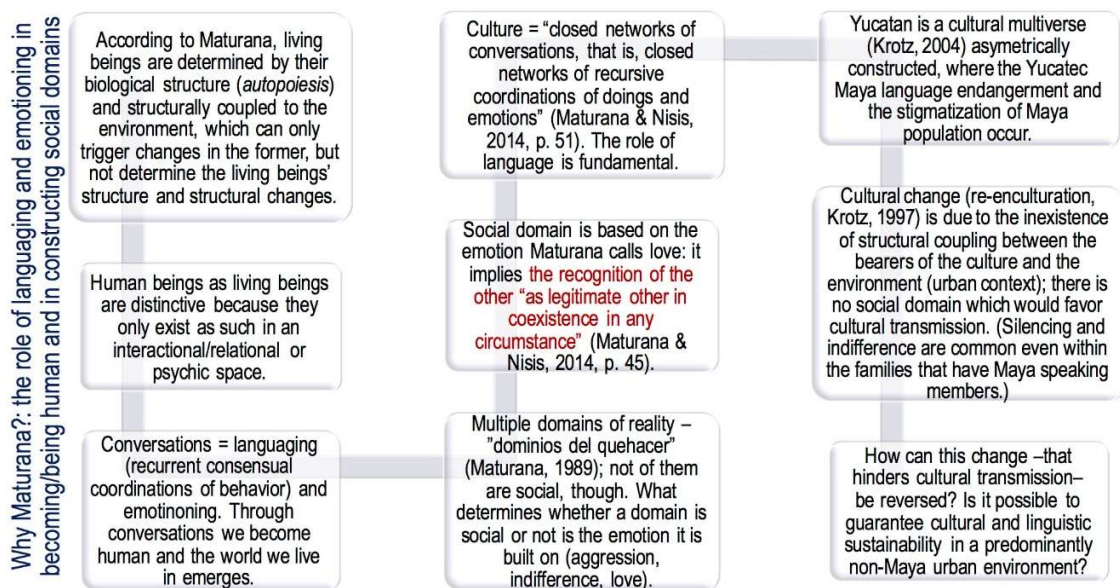 Why Maturana?: the role of languaging and emotioning in
becoming/being human and in constructing social domains
According to Maturana, living
beings are determined by their
biological structure (autopoiesis)
and structurally coupled to the
environment, which can only
trigger changes in the former, but
not determine the living beings'
structure and structural changes.
Human beings as living beings
are distinctive because they
only exist as such in an
interactional/relational or
psychic space.
Conversations = languaging
(recurrent consensual
coordinations of behavior) and
emotinoning. Through
conversations we become
human and the world we live
in emerges.
Multiple domains of reality –
"dominios del quehacer"
(Maturana, 1989); not of them
are social, though. What
determines whether a domain is
social or not is the emotion it is
built on (aggression,
indifference, love).
Social domain is based on the
emotion Maturana calls love: it
implies the recognition of the
other "as legitimate other in
coexistence in any
circumstance" (Maturana &
Nisis, 2014, p. 45).
Culture = "closed networks of
conversations, that is, closed
networks of recursive
coordinations of doings and
emotions" (Maturana & Nisis,
2014, p. 51). The role of
language is fundamental.
Yucatan is a cultural multiverse
(Krotz, 2004) asymetrically
constructed, where the Yucatec
Maya language endangerment and
the stigmatization of Maya
population occur.
Cultural change (re-enculturation,
Krotz, 1997) is due to the inexistence
of structural coupling between the
bearers of the culture and the
environment (urban context); there is
no social domain which would favor
cultural transmission. (Silencing and
indifference are common even within
the families that have Maya speaking
members.)
How can this change –that
hinders cultural transmission–
be reversed? Is it possible to
guarantee cultural and linguistic
sustainability in a predominantly
non-Maya urban environment?